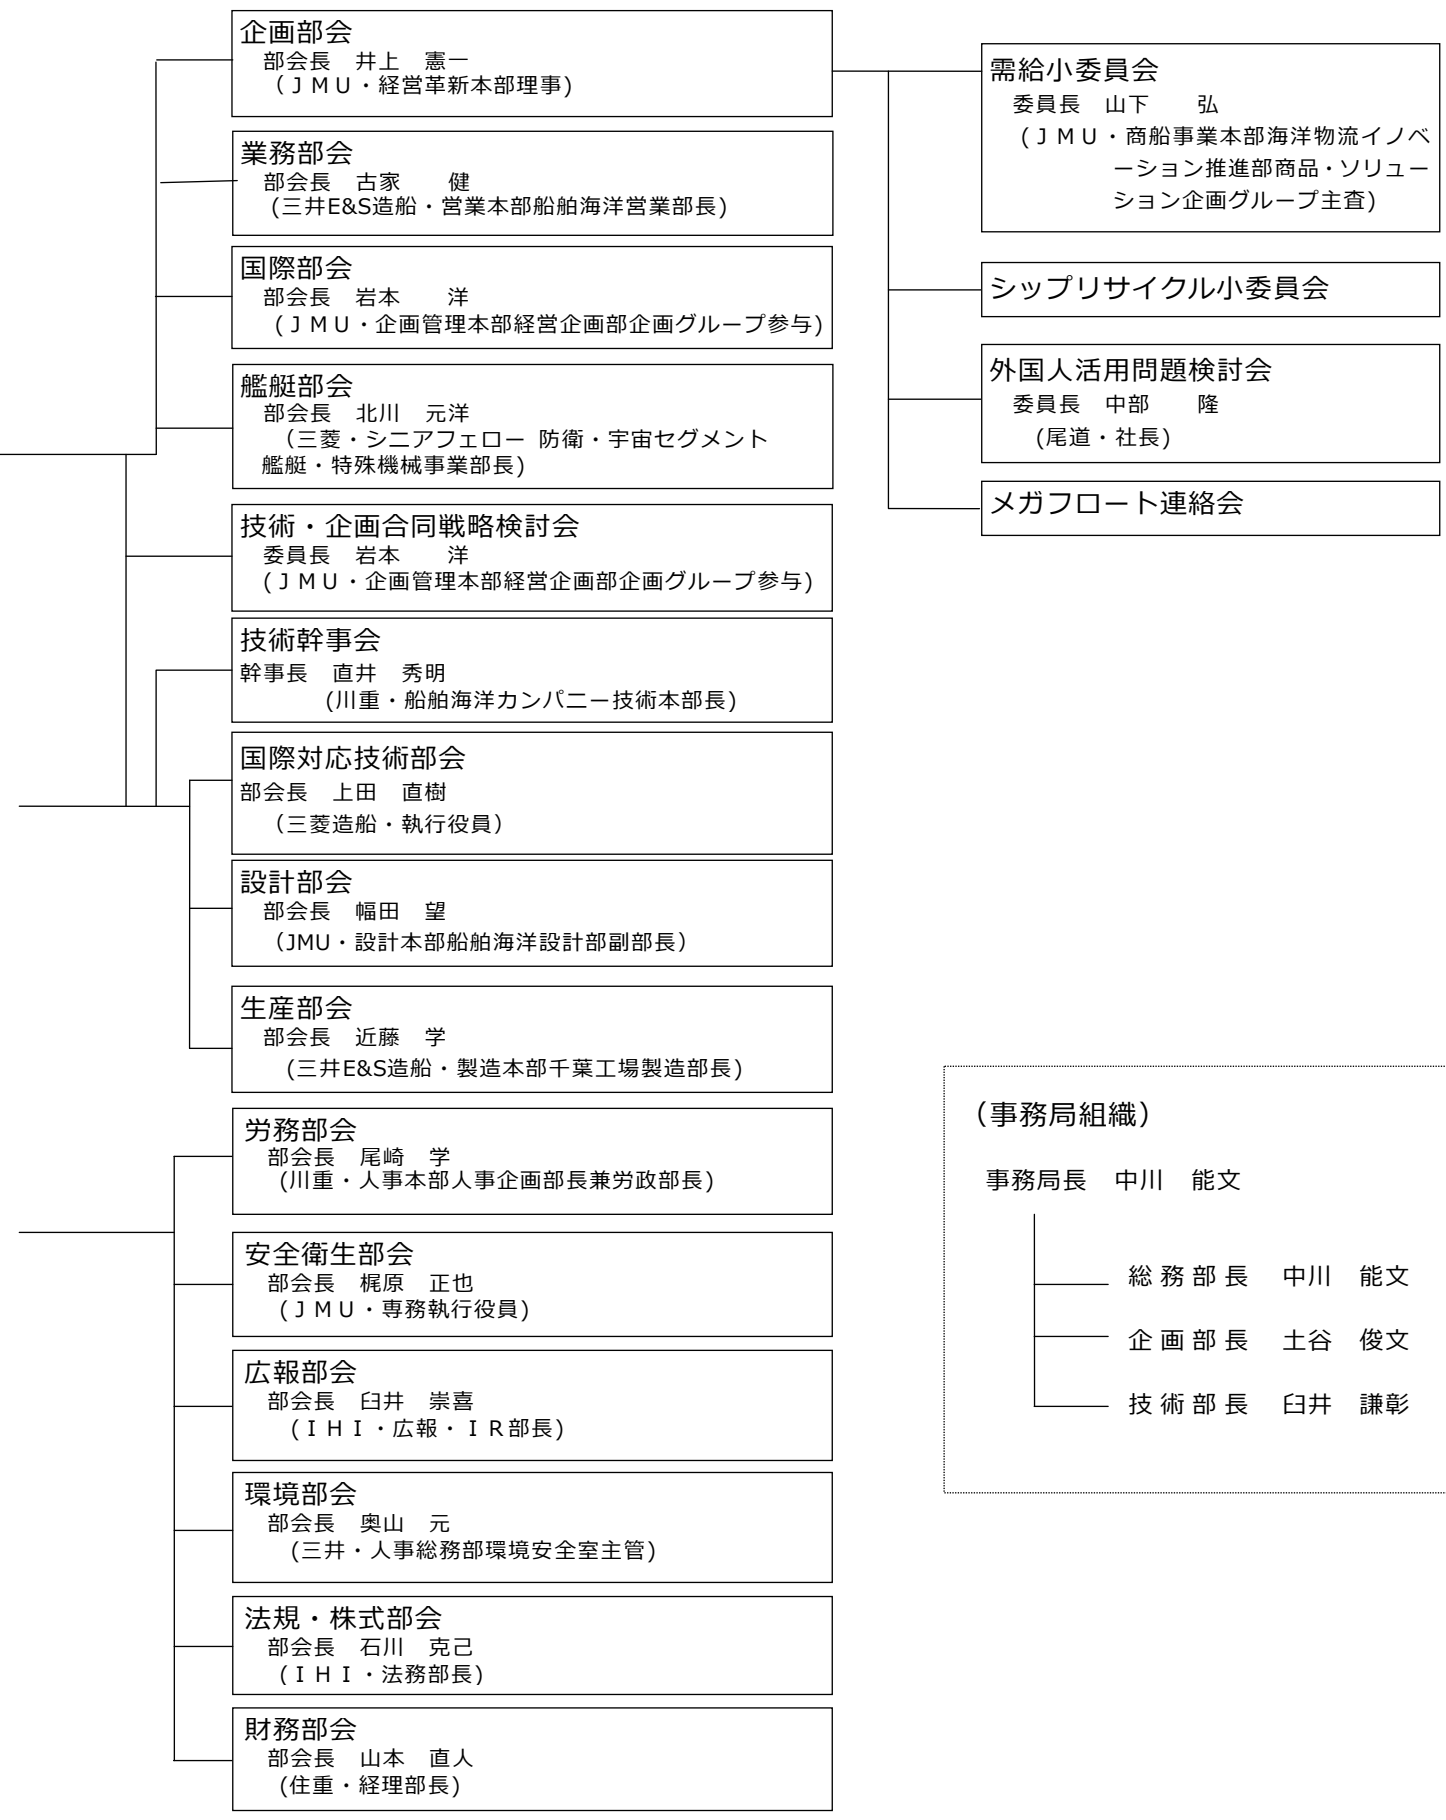 企画部会
部会長　井上　憲一
（ＪＭＵ・経営革新本部理事)
業務部会
部会長　古家　　健
(三井E&S造船・営業本部船舶海洋営業部長)
国際部会
部会長　岩本　　洋
(ＪＭＵ・企画管理本部経営企画部企画グループ参与)
艦艇部会
部会長　北川　元洋
（三菱・シニアフェロー 防衛・宇宙セグメント
艦艇・特殊機械事業部長)
技術・企画合同戦略検討会
委員長　岩本　　洋
(ＪＭＵ・企画管理本部経営企画部企画グループ参与)
技術幹事会
幹事長　直井　秀明
(川重・船舶海洋カンパニー技術本部長)
国際対応技術部会
部会長　上田　直樹
（三菱造船・執行役員）
設計部会
部会長　幅田　望
（JMU・設計本部船舶海洋設計部副部長）
生産部会
部会長　近藤　学
(三井E&S造船・製造本部千葉工場製造部長)
労務部会
部会長　尾崎　学
(川重・人事本部人事企画部長兼労政部長)
安全衛生部会
部会長　梶原　正也
(ＪＭＵ・専務執行役員)
広報部会
部会長　臼井　崇喜
(ＩＨＩ・広報・ＩＲ部長)
環境部会
部会長　奥山　元
(三井・人事総務部環境安全室主管)
法規・株式部会
部会長　石川　克己
(ＩＨＩ・法務部長)
財務部会
部会長　山本　直人
(住重・経理部長)
需給小委員会
委員長　山下　　弘
(ＪＭＵ・商船事業本部海洋物流イノベ
ーション推進部商品・ソリュー
ション企画グループ主査)
シップリサイクル小委員会
外国人活用問題検討会
委員長　中部　　隆
(尾道・社長)
メガフロート連絡会
（事務局組織）
事務局長　中川　能文
総務部長　中川　能文
企画部長　土谷　俊文
技術部長　臼井　謙彰